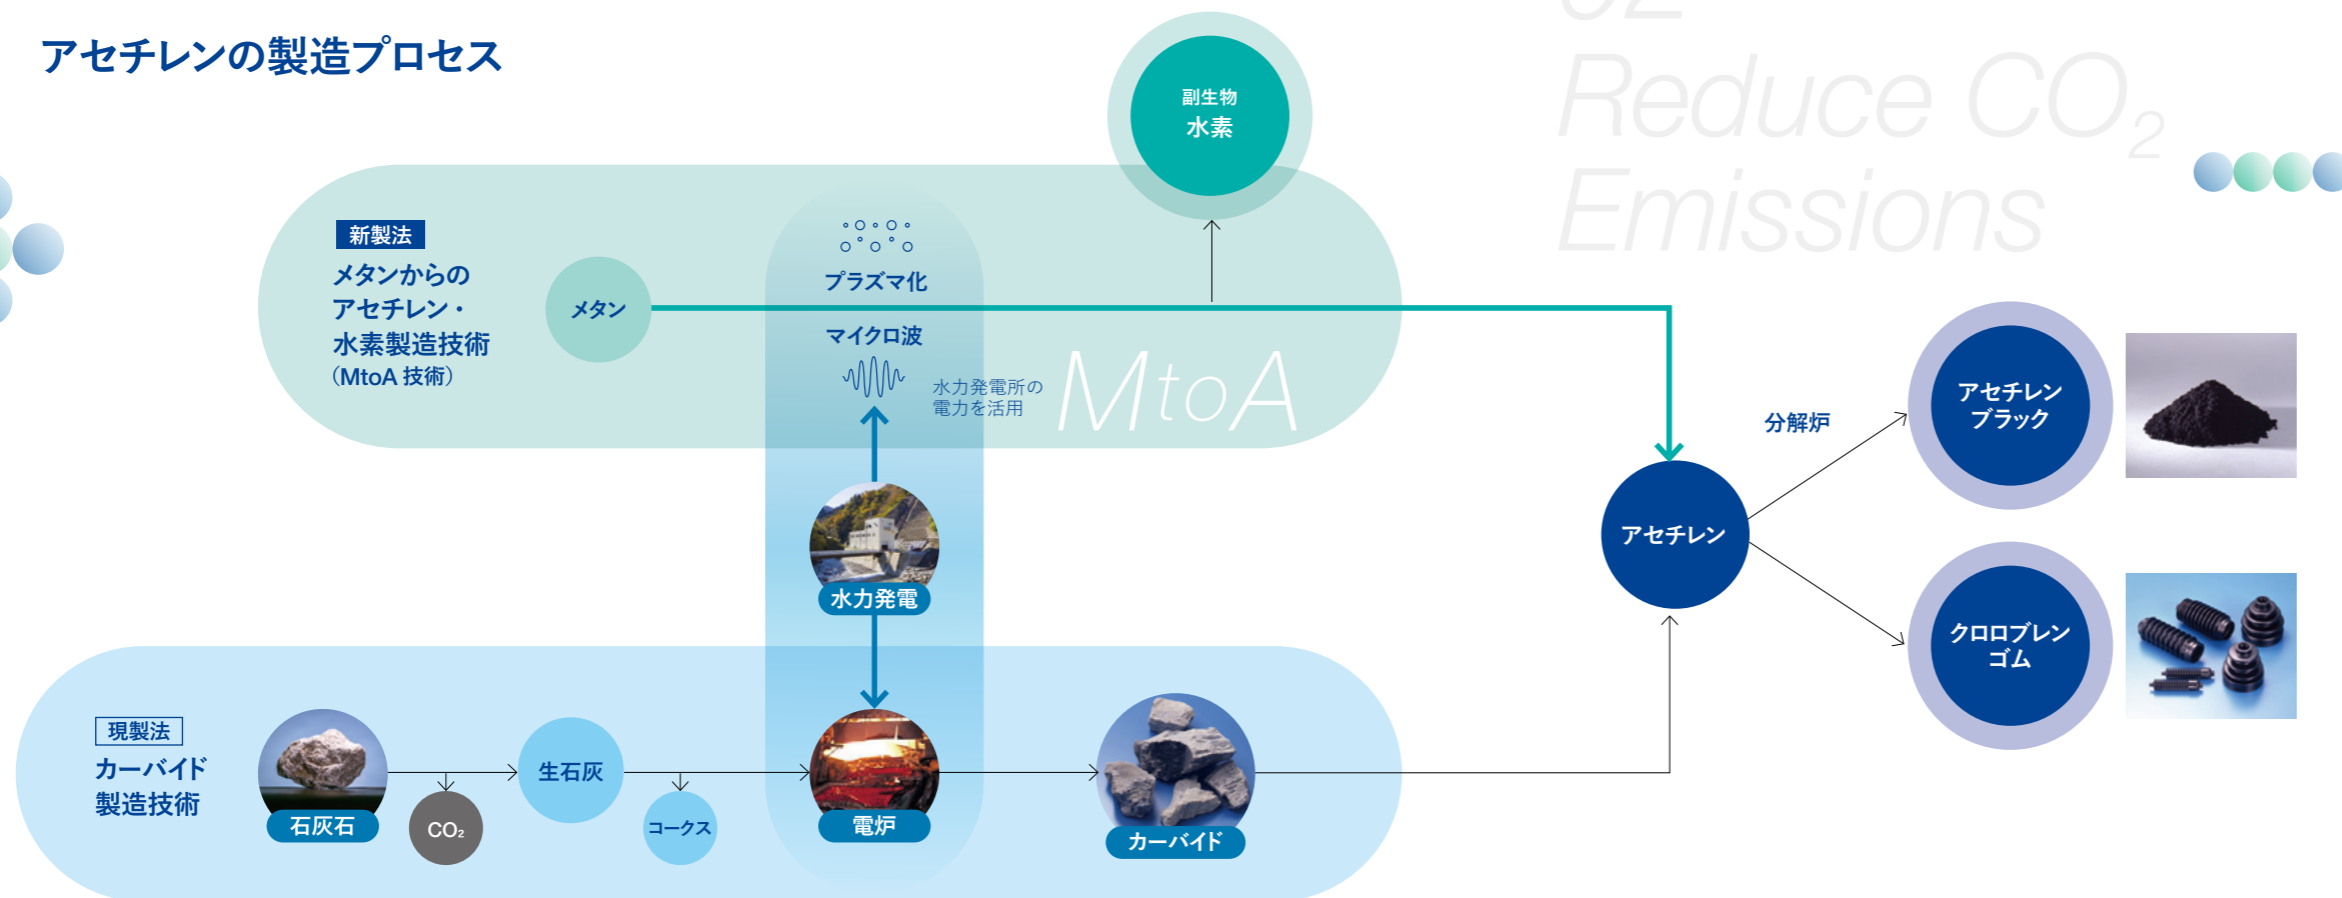 アセチレンの製造プロセス
Reduce CO₂
Emissions
副生物
水素
新製法
メタンからの
アセチレン・
水素製造技術
（MtoA 技術）
メタン
プラズマ化
マイクロ波
水力発電所の
電力を活用
MtoA
水力発電
現製法
カーバイド
製造技術
石灰石
CO₂
生石灰
コークス
電炉
カーバイド
アセチレン
分解炉
アセチレン
ブラック
クロロプレン
ゴム